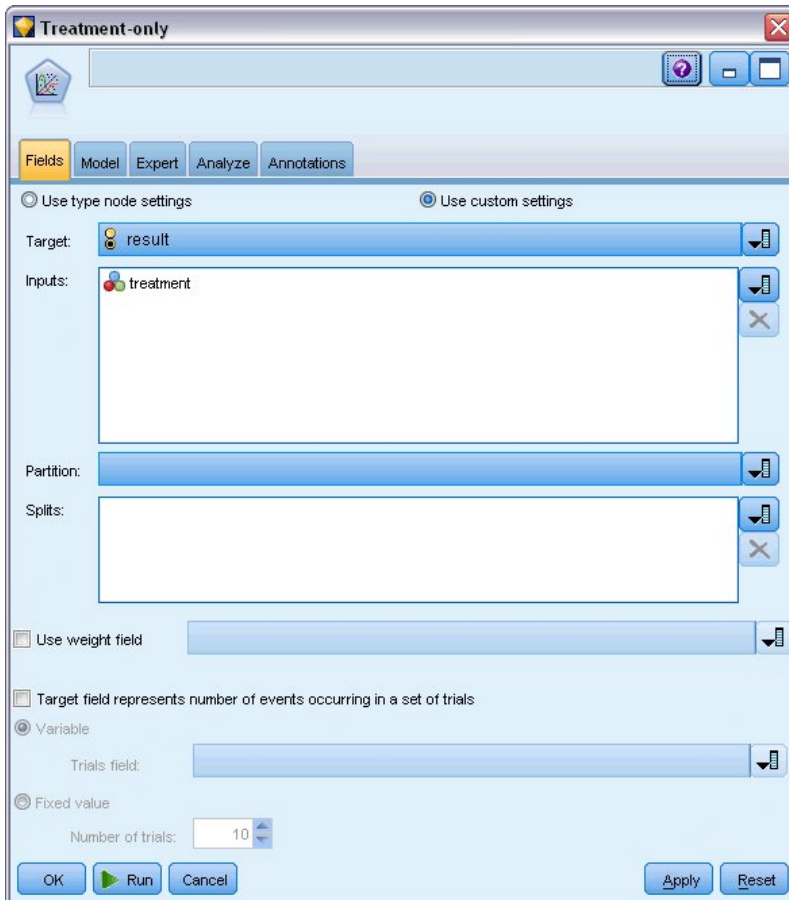 Treatment-only
Fields Model Expert Analyze Annotations
Use type node settings Use custom settings
Target: result
Inputs: treatment
Partition:
Splits:
Use weight field
Target field represents number of events occurring in a set of trials
Variable
Trials field:
Fixed value
Number of trials: 10
OK Run Cancel Apply Reset